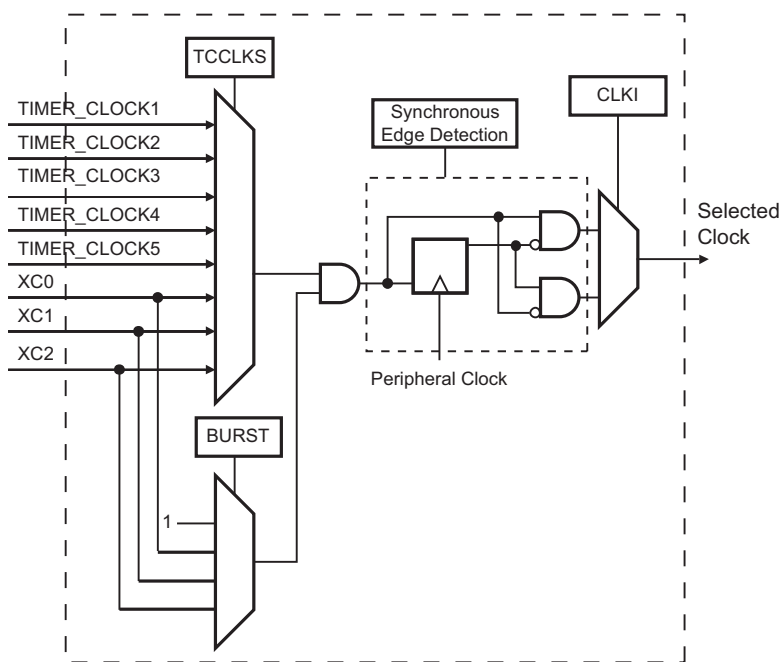 TCCLKS
TIMER_CLOCK1
TIMER_CLOCK2
TIMER_CLOCK3
TIMER_CLOCK4
TIMER_CLOCK5
XC0
XC1
XC2
Synchronous
Edge Detection
CLKI
Selected
Clock
Peripheral Clock
BURST
1